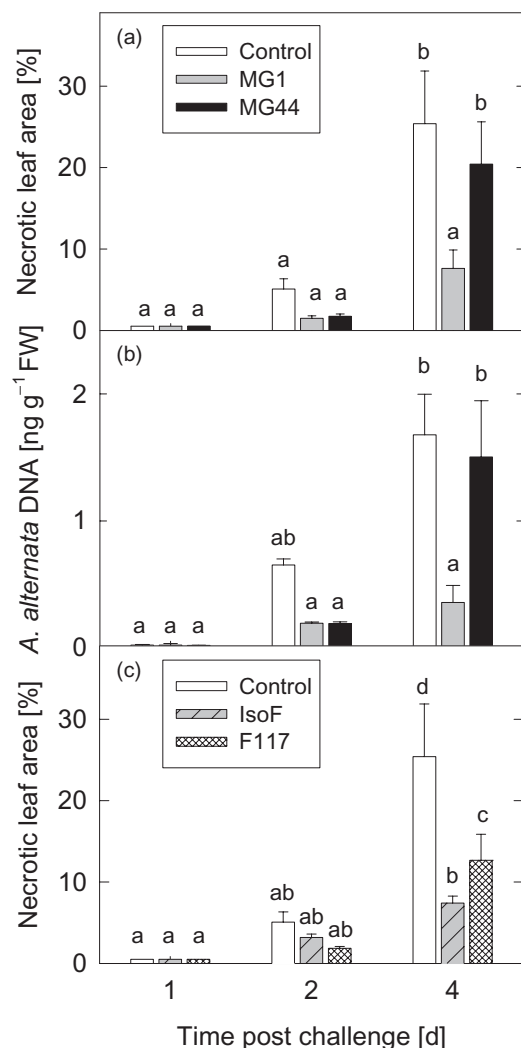 (a)
Control
MG1
MG44
Necrotic leaf area [%]
30
20
10
0
a a a
a a a
b a b
(b)
A. alternata DNA [ng g⁻¹ FW]
2
1
0
a a a
ab a a
b a b
(c)
Control
IsoF
F117
Necrotic leaf area [%]
30
20
10
0
a a a
ab ab ab
d b c
1 2 4
Time post challenge [d]